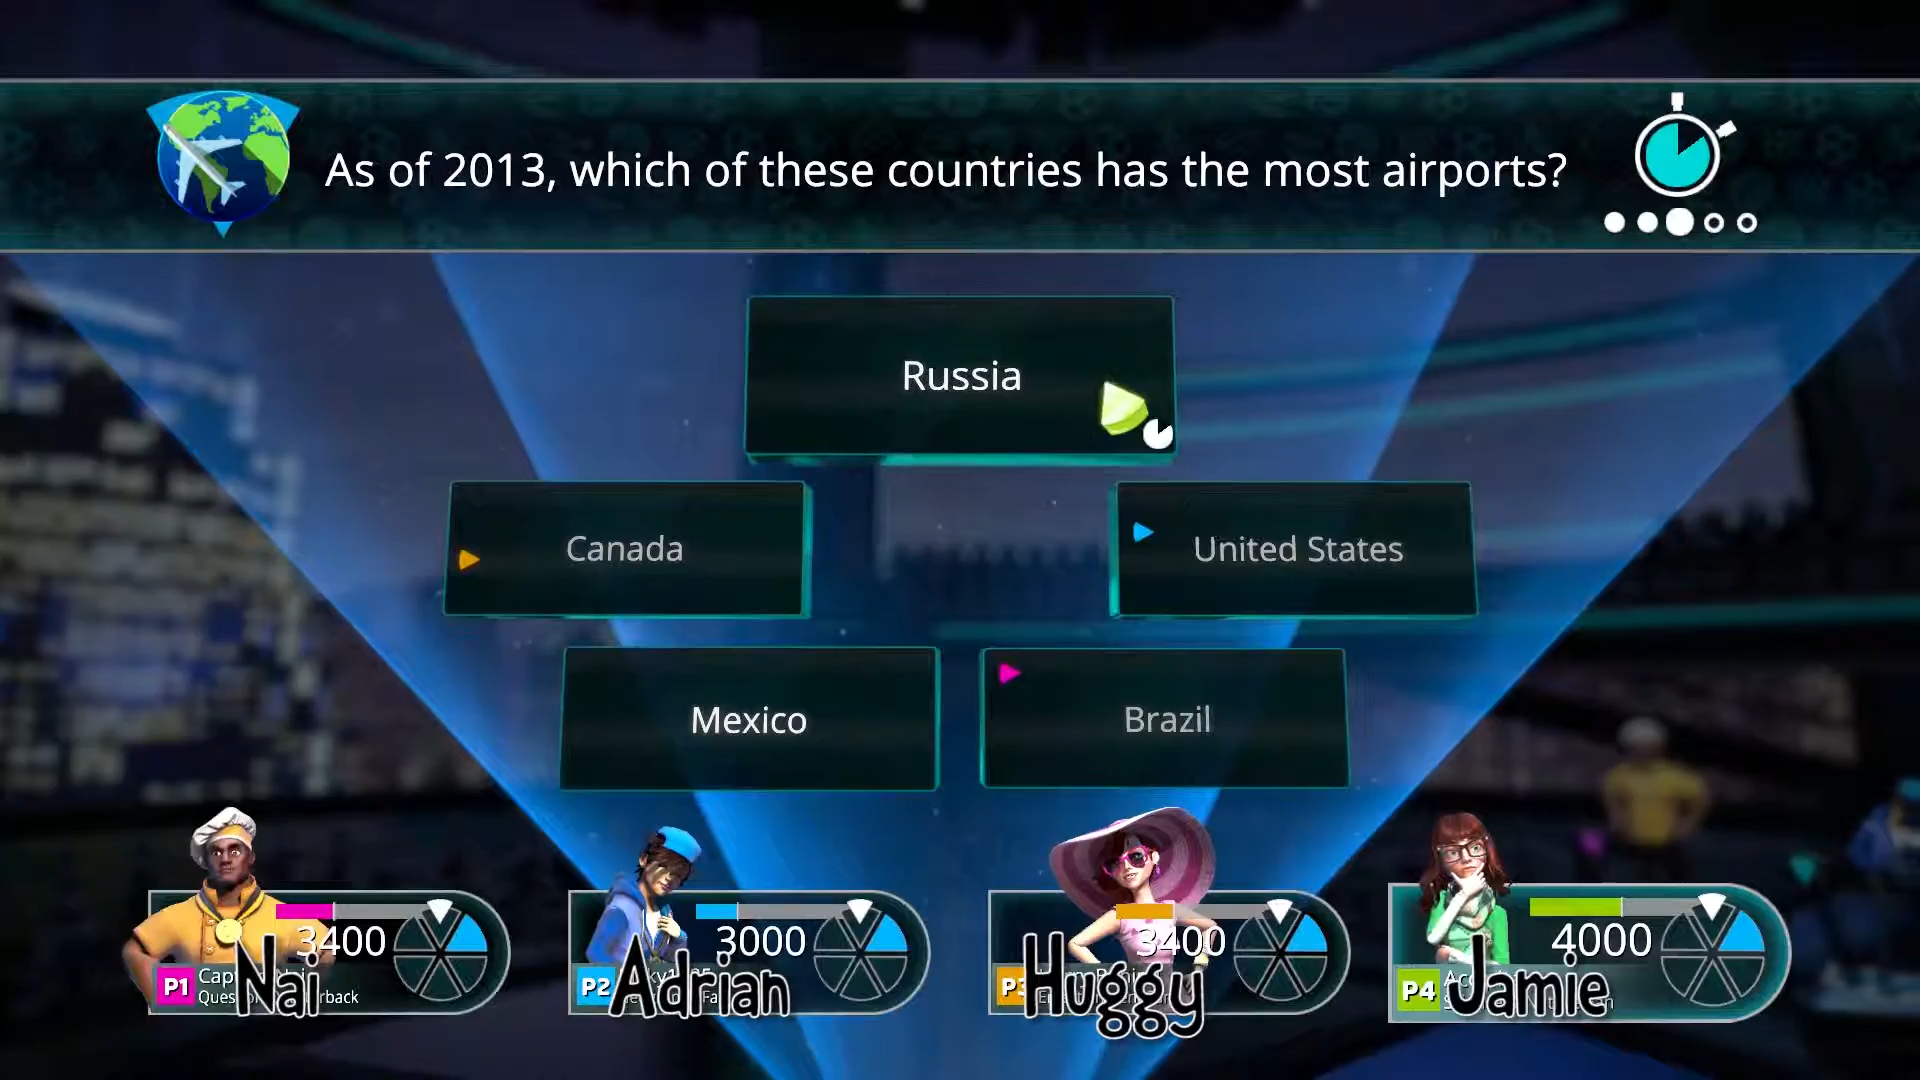 As of 2013, which of these countries has the most airports?
Russia
Canada
United States
Mexico
Brazil
3400
3000
3400
4000
P1
Nai
P2
Adrian
Huggy
P4
Jamie